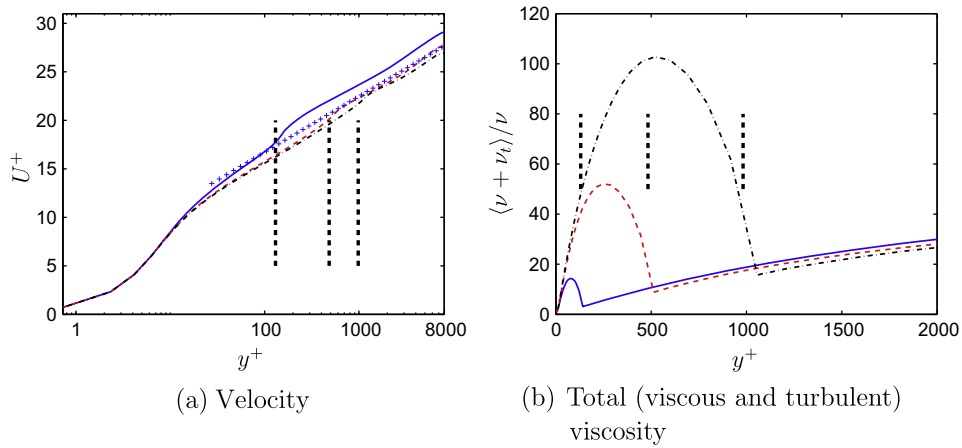 30
25
20
15
10
5
0
U+
1 100 1000 8000
y+
(a) Velocity
120
100
80
60
40
20
0
⟨ν + νt⟩/ν
0 500 1000 1500 2000
y+
(b) Total (viscous and turbulent)
viscosity